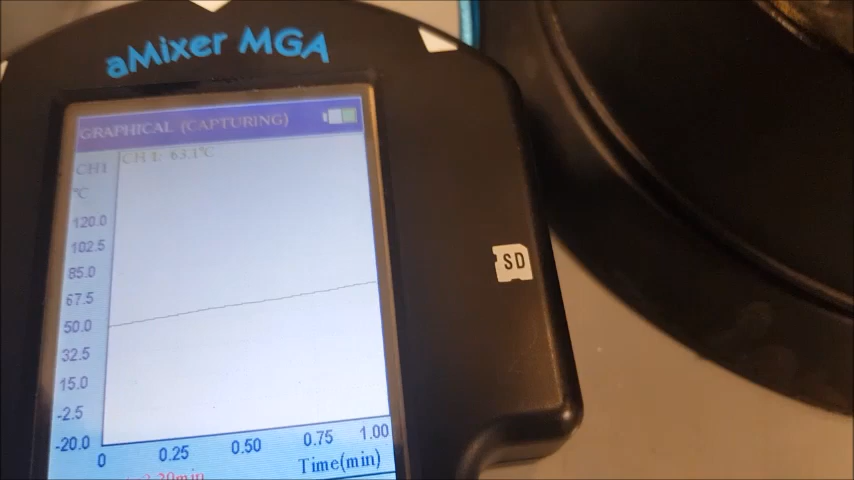 aMixer MGA
GRAPHICAL (CAPTURING)
CH1
CH 1: 63.1°C
°C
120.0
102.5
85.0
67.5
50.0
32.5
15.0
-2.5
-20.0
0 0.25 0.50 0.75 1.00
Time(min)
SD